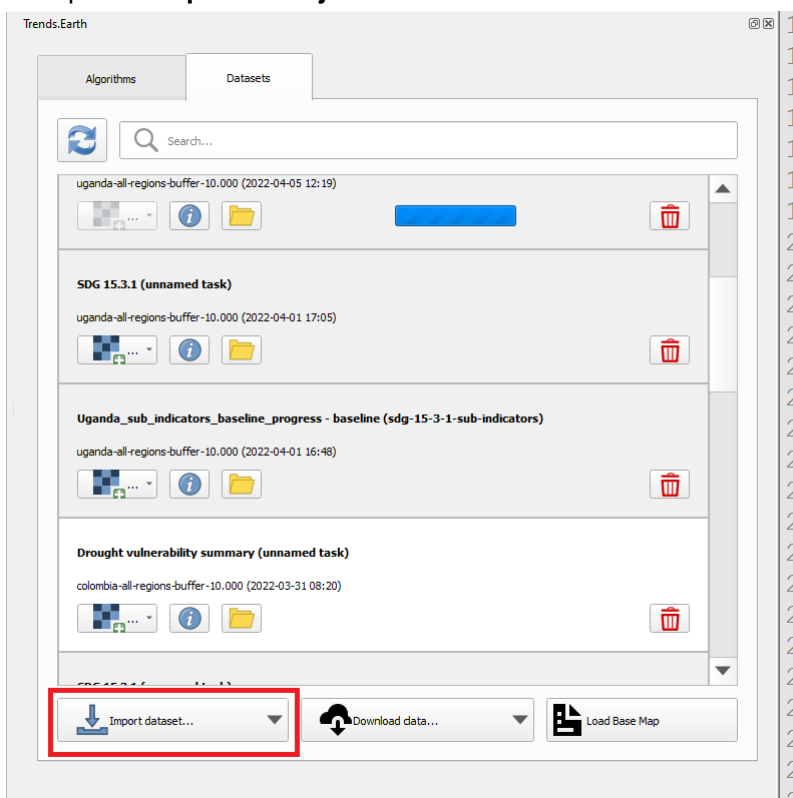 Trends.Earth
Algorithms
Datasets
Search...
uganda-all-regions-buffer-10.000 (2022-04-05 12:19)
...
SDG 15.3.1 (unnamed task)
uganda-all-regions-buffer-10.000 (2022-04-01 17:05)
...
Uganda_sub_indicators_baseline_progress - baseline (sdg-15-3-1-sub-indicators)
uganda-all-regions-buffer-10.000 (2022-04-01 16:48)
...
Drought vulnerability summary (unnamed task)
colombia-all-regions-buffer-10.000 (2022-03-31 08:20)
...
Import dataset...
Download data...
Load Base Map